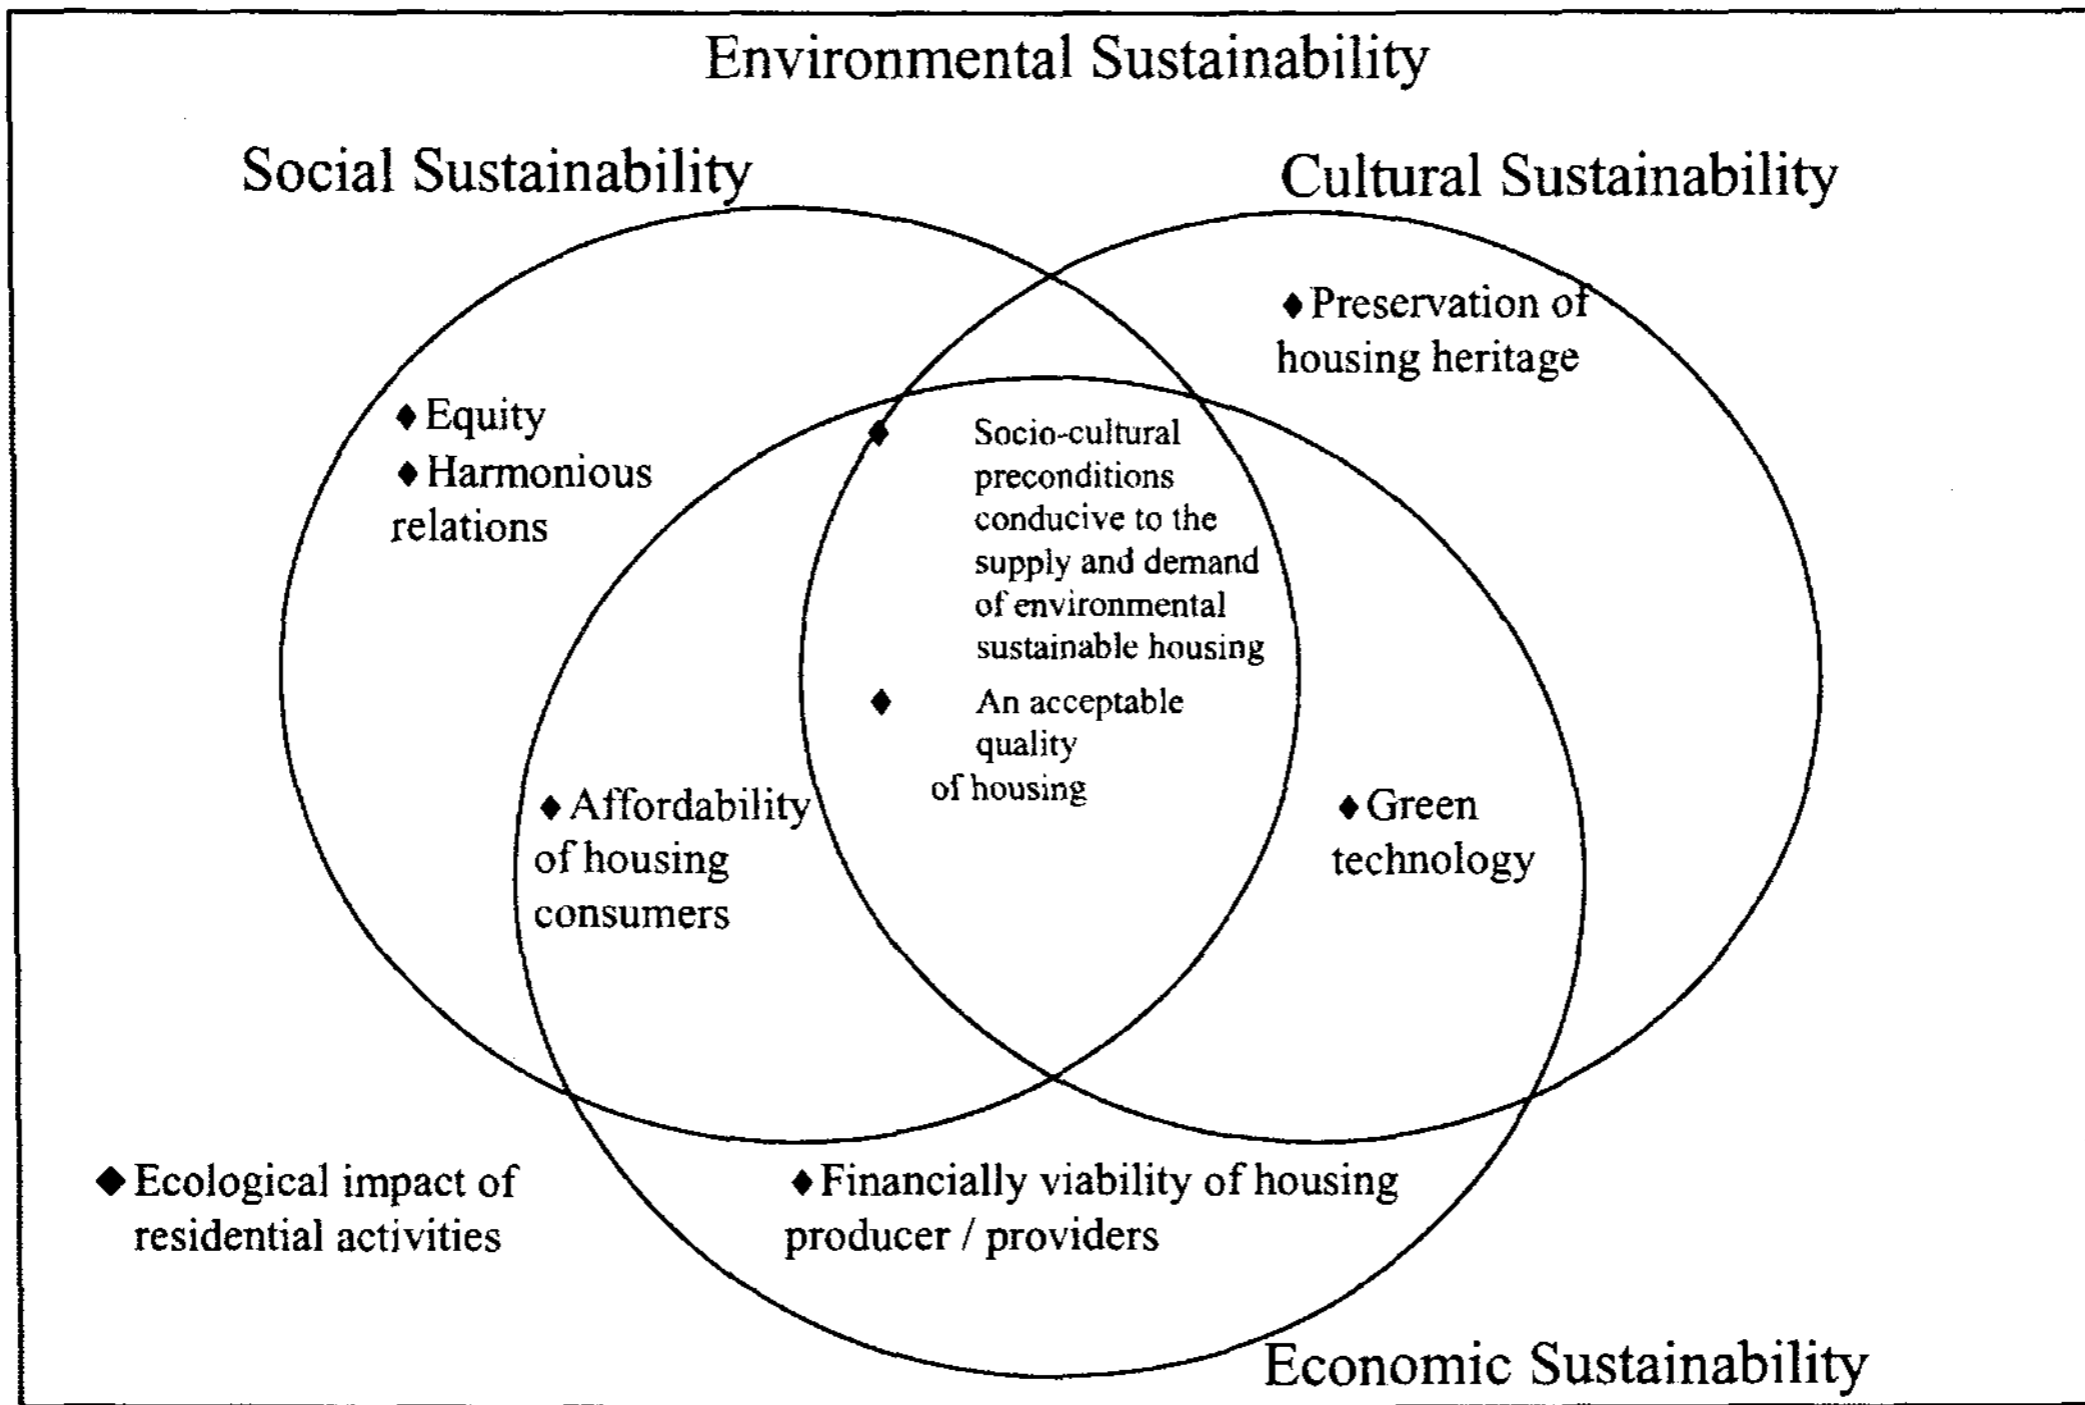 Environmental Sustainability
Social Sustainability
Cultural Sustainability
♦ Preservation of
housing heritage
♦ Equity
♦ Harmonious
relations
♦ Socio-cultural
preconditions
conducive to the
supply and demand
of environmental
sustainable housing
♦ An acceptable
quality
of housing
♦ Affordability
of housing
consumers
♦ Green
technology
♦ Ecological impact of
residential activities
♦ Financially viability of housing
producer / providers
Economic Sustainability